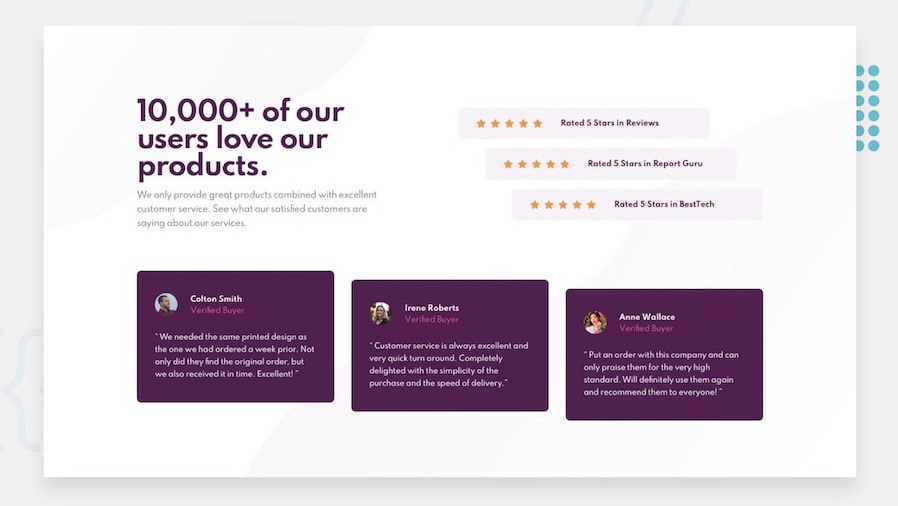 10,000+ of our
users love our
products.
We only provide great products combined with excellent
customer service. See what our satisfied customers are
saying about our services.
Rated 5 Stars in Reviews
Rated 5 Stars in Report Guru
Rated 5 Stars in BestTech
Colton Smith
Verified Buyer
" We needed the same printed design as
the one we had ordered a week prior. Not
only did they find the original order, but
we also received it in time. Excellent! "
Irene Roberts
Verified Buyer
" Customer service is always excellent and
very quick turn around. Completely
delighted with the simplicity of the
purchase and the speed of delivery. "
Anne Wallace
Verified Buyer
" Put an order with this company and can
only praise them for the very high
standard. Will definitely use them again
and recommend them to everyone! "